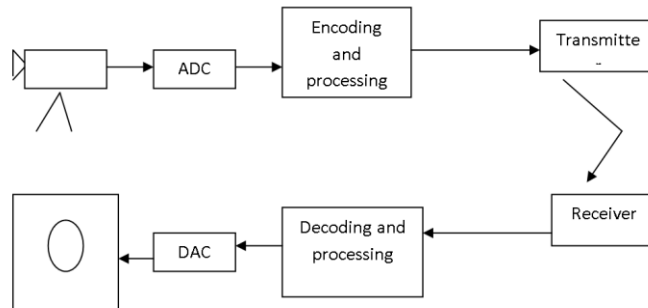 Encoding
and
processing
Transmitte
ADC
Receiver
Decoding and
processing
DAC